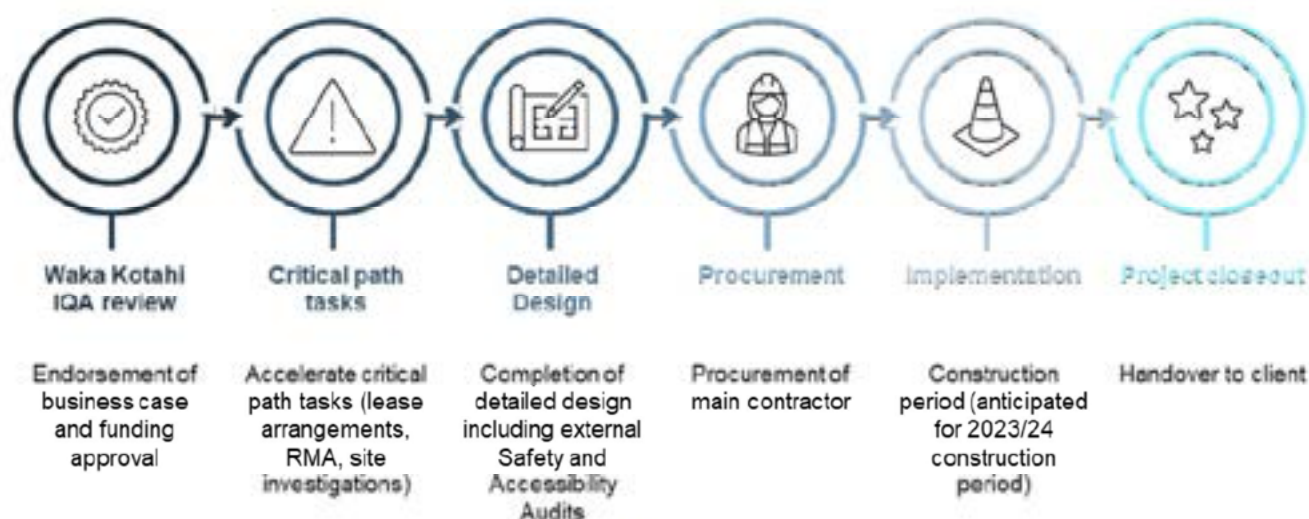 Waka Kotahi
IQA review
Critical path
tasks
Detailed
Design
Procurement
Implementation
Project closeout
Endorsement of
business case
and funding
approval
Accelerate critical
path tasks (lease
arrangements,
RMA, site
investigations)
Completion of
detailed design
including external
Safety and
Accessibility
Audits
Procurement of
main contractor
Construction
period (anticipated
for 2023/24
construction
period)
Handover to client